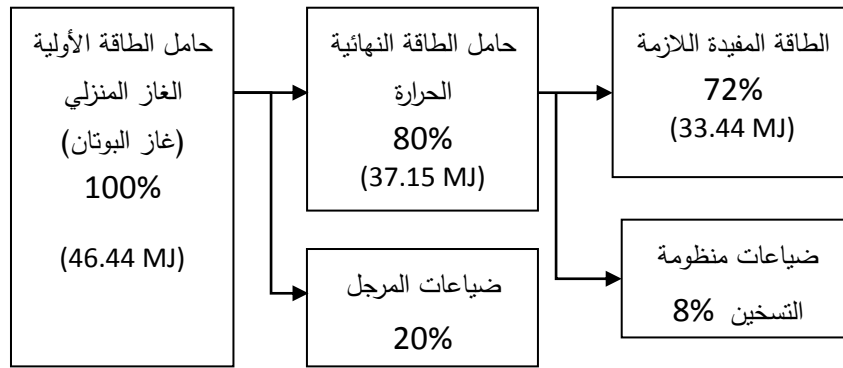 حامل الطاقة الأولية
الغاز المنزلي
(غاز البوتان)
100%
(46.44 MJ)
حامل الطاقة النهائية
الحرارة
80%
(37.15 MJ)
ضياعات المرجل
20%
الطاقة المفيدة اللازمة
72%
(33.44 MJ)
ضياعات منظومة
التسخين 8%